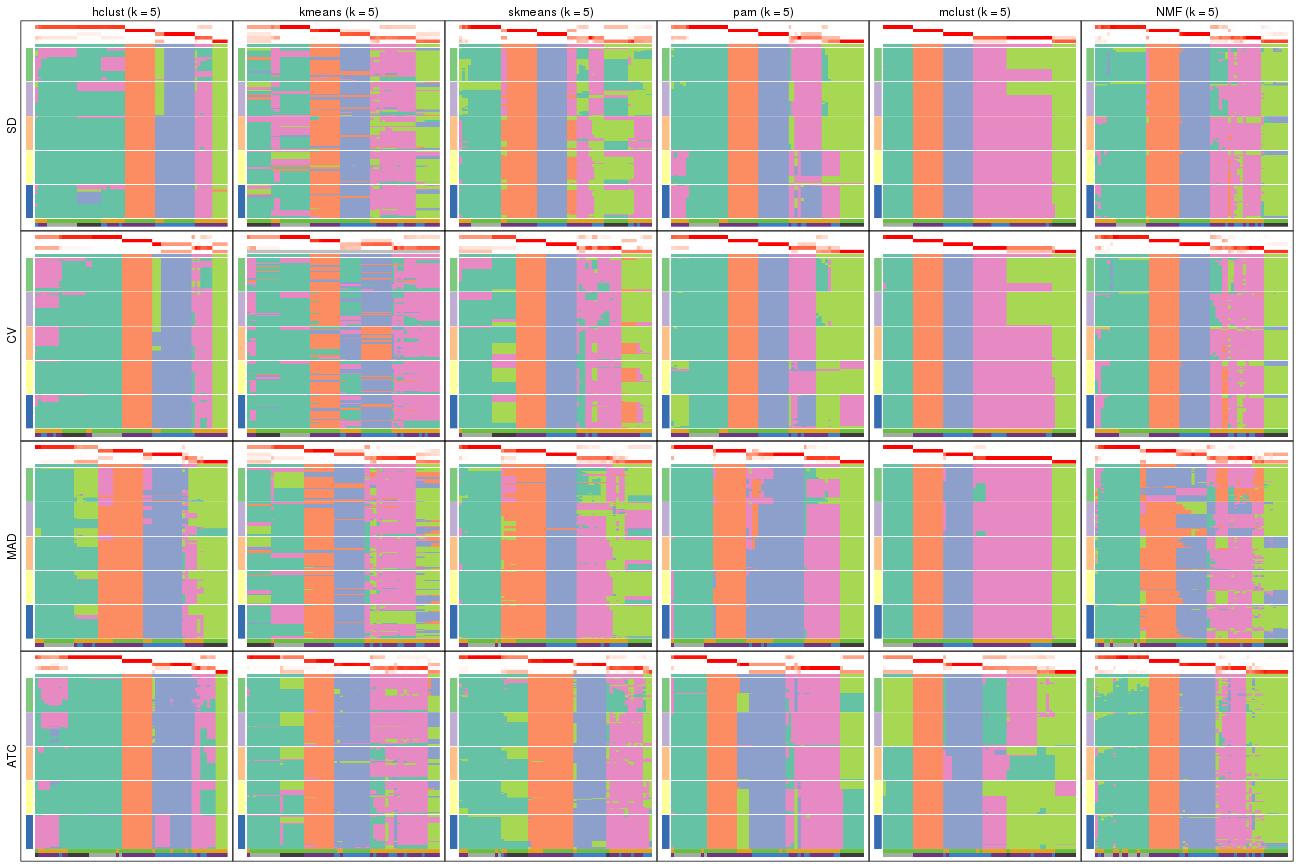 hclust (k = 5) kmeans (k = 5) skmeans (k = 5) pam (k = 5) mclust (k = 5) NMF (k = 5)
SD
CV
MAD
ATC